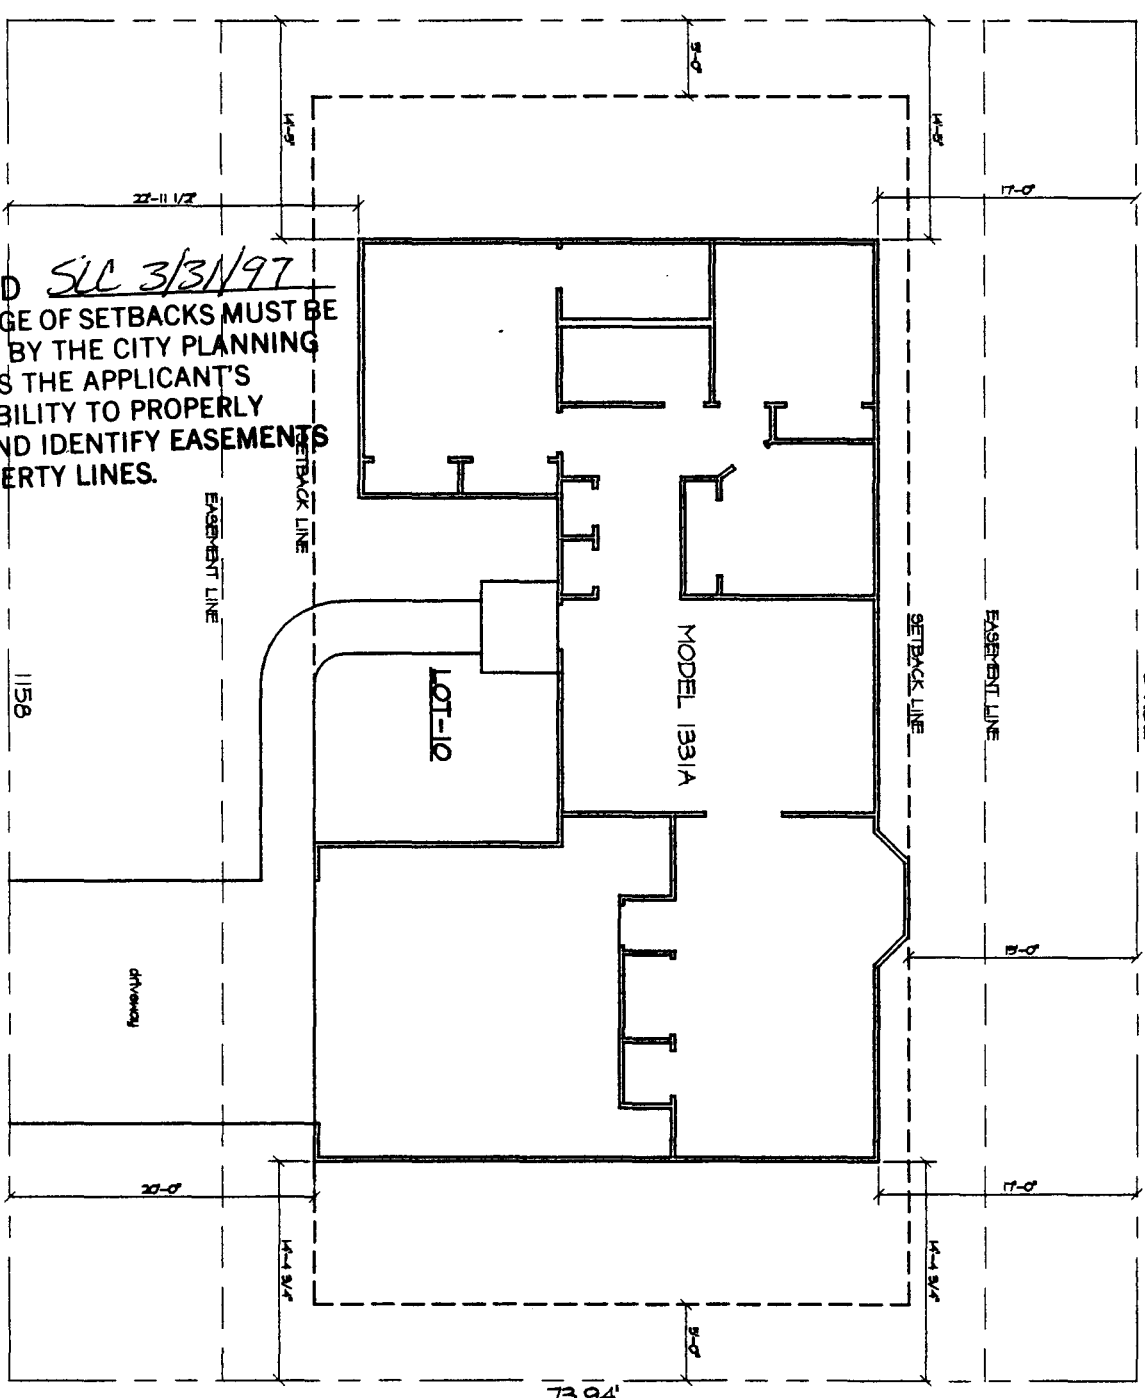 5'-0"
14'-5"
14'-5"
22'-11 1/2"
17'-0"
D SLC 3/31/97
GE OF SETBACKS MUST BE
BY THE CITY PLANNING
S THE APPLICANT'S
BILITY TO PROPERLY
ND IDENTIFY EASEMENTS
ERTY LINES.
SETBACK LINE
EASEMENT LINE
MODEL 1331A
SETBACK LINE
EASEMENT LINE
1158
LOT-10
15'-0"
driveway
20'-0"
17'-0"
14'-4 3/4"
14'-4 3/4"
5'-0"
73.94'